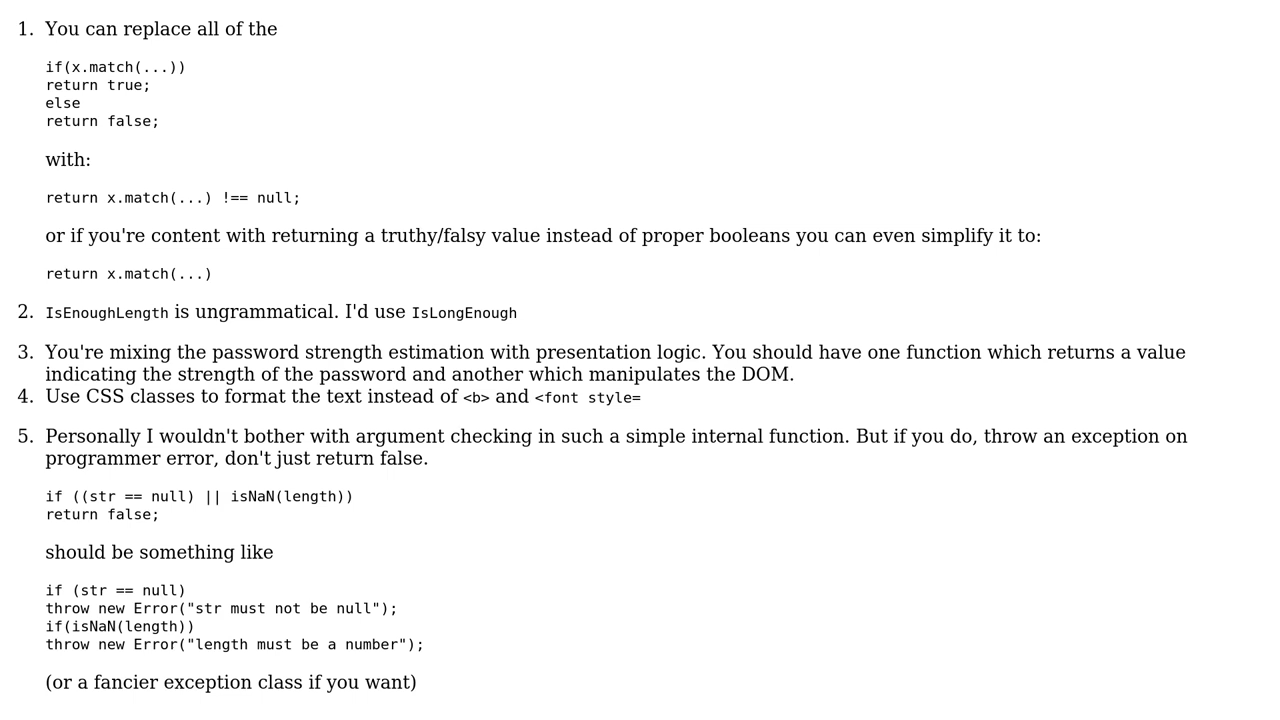 1. You can replace all of the
if(x.match(...))
return true;
else
return false;
with:
return x.match(...) !== null;
or if you're content with returning a truthy/falsy value instead of proper booleans you can even simplify it to:
return x.match(...)
2. IsEnoughLength is ungrammatical. I'd use IsLongEnough
3. You're mixing the password strength estimation with presentation logic. You should have one function which returns a value
indicating the strength of the password and another which manipulates the DOM.
4. Use CSS classes to format the text instead of <b> and <font style=
5. Personally I wouldn't bother with argument checking in such a simple internal function. But if you do, throw an exception on
programmer error, don't just return false.
if ((str == null) || isNaN(length))
return false;
should be something like
if (str == null)
throw new Error("str must not be null");
if(isNaN(length))
throw new Error("length must be a number");
(or a fancier exception class if you want)